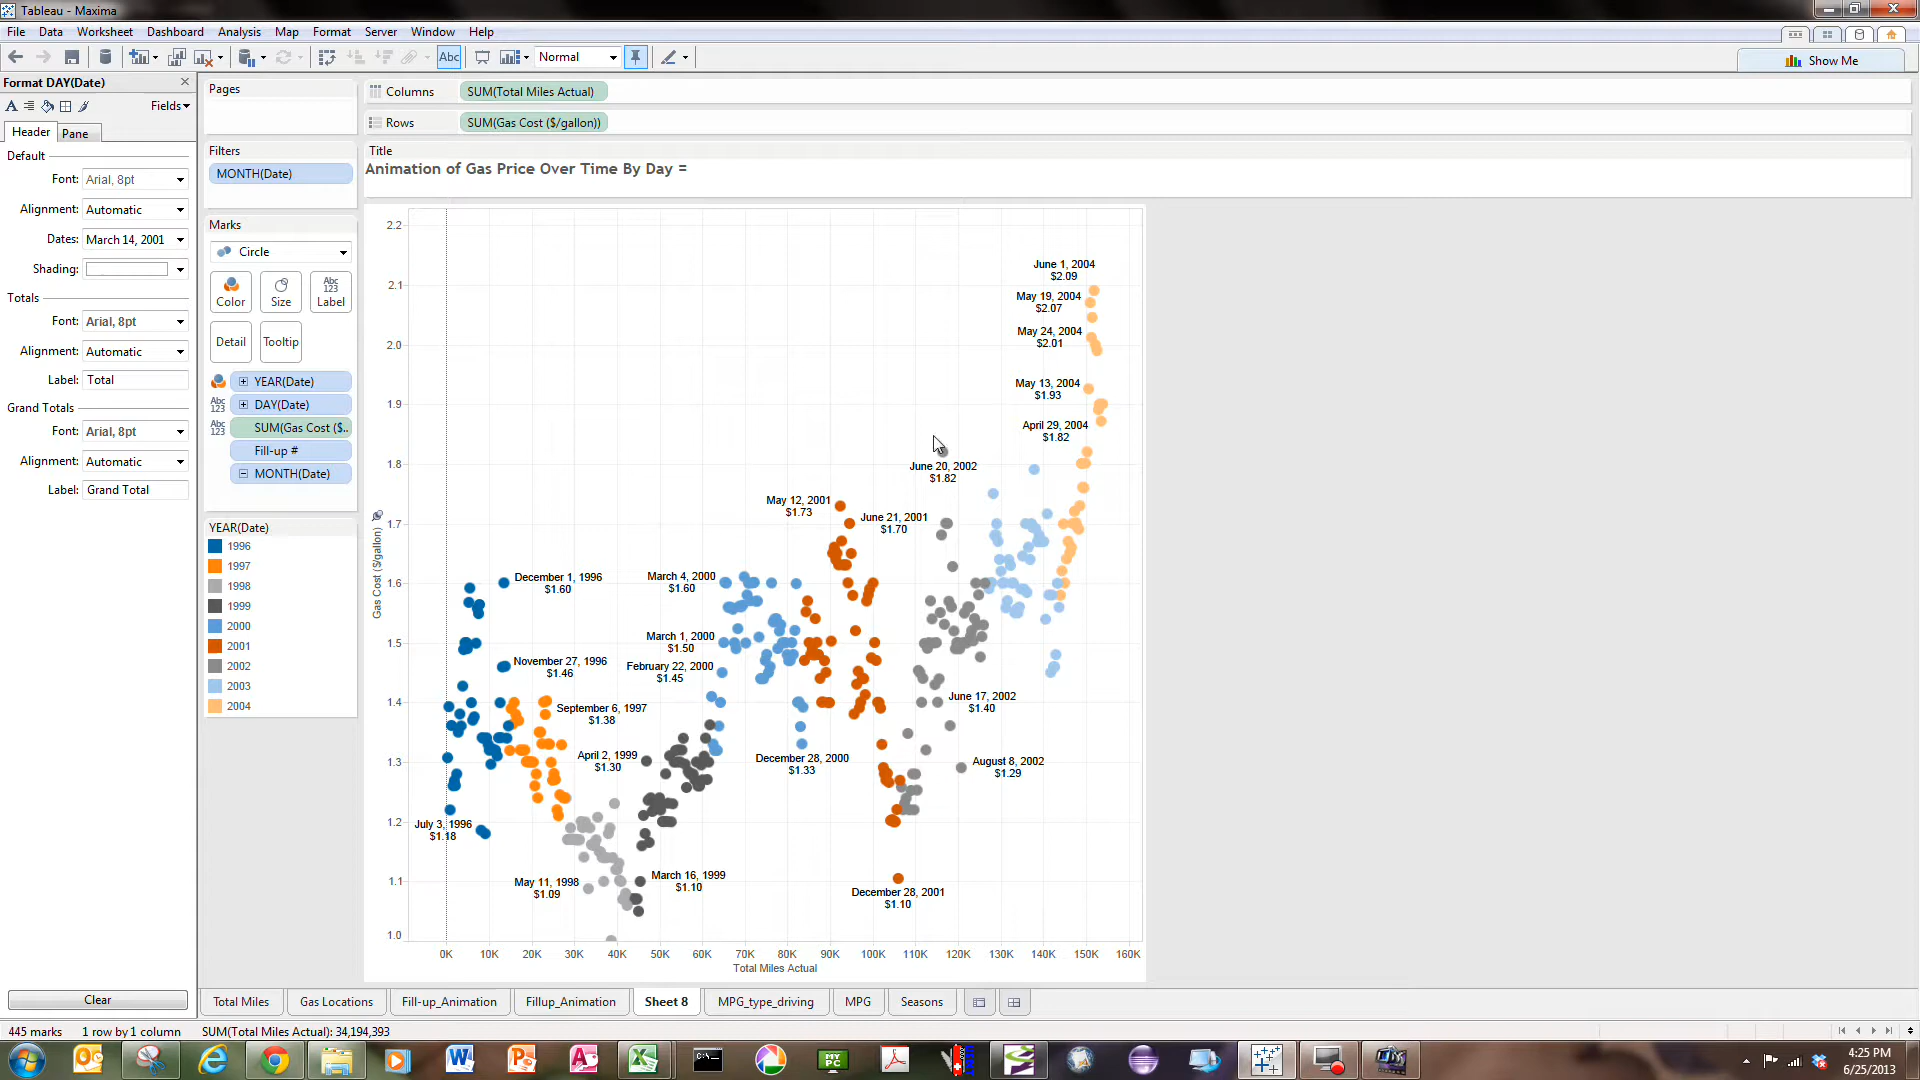 Tableau - Maxima
File Data Worksheet Dashboard Analysis Map Format Server Window Help
Abc Normal
Show Me
Format DAY(Date)
Fields
Header Pane
Default
Font: Arial, 8pt
Alignment: Automatic
Dates: March 14, 2001
Shading:
Totals
Font: Arial, 8pt
Alignment: Automatic
Label: Total
Grand Totals
Font: Arial, 8pt
Alignment: Automatic
Label: Grand Total
Clear
Pages
Filters
MONTH(Date)
Marks
Circle
Color Size Abc 123 Label
Detail Tooltip
YEAR(Date)
Abc 123 DAY(Date)
Abc 123 SUM(Gas Cost ($..
Fill-up #
MONTH(Date)
YEAR(Date)
1996
1997
1998
1999
2000
2001
2002
2003
2004
Columns SUM(Total Miles Actual)
Rows SUM(Gas Cost ($/gallon))
Title
Animation of Gas Price Over Time By Day =
2.2
2.1
2.0
1.9
1.8
1.7
1.6
1.5
1.4
1.3
1.2
1.1
1.0
Gas Cost ($/gallon)
June 1, 2004
$2.09
May 19, 2004
$2.07
May 24, 2004
$2.01
May 13, 2004
$1.93
April 29, 2004
$1.82
June 20, 2002
$1.82
May 12, 2001
$1.73
June 21, 2001
$1.70
December 1, 1996
$1.60
March 4, 2000
$1.60
March 1, 2000
$1.50
November 27, 1996
$1.46
February 22, 2000
$1.45
June 17, 2002
$1.40
September 6, 1997
$1.38
April 2, 1999
$1.30
December 28, 2000
$1.33
August 8, 2002
$1.29
July 3, 1996
$1.18
May 11, 1998
$1.09
March 16, 1999
$1.10
December 28, 2001
$1.10
0K 10K 20K 30K 40K 50K 60K 70K 80K 90K 100K 110K 120K 130K 140K 150K 160K
Total Miles Actual
Total Miles Gas Locations Fill-up_Animation Fillup_Animation Sheet 8 MPG_type_driving MPG Seasons
445 marks 1 row by 1 column SUM(Total Miles Actual): 34,194,393
C:\_
MY
PC
4:25 PM
6/25/2013